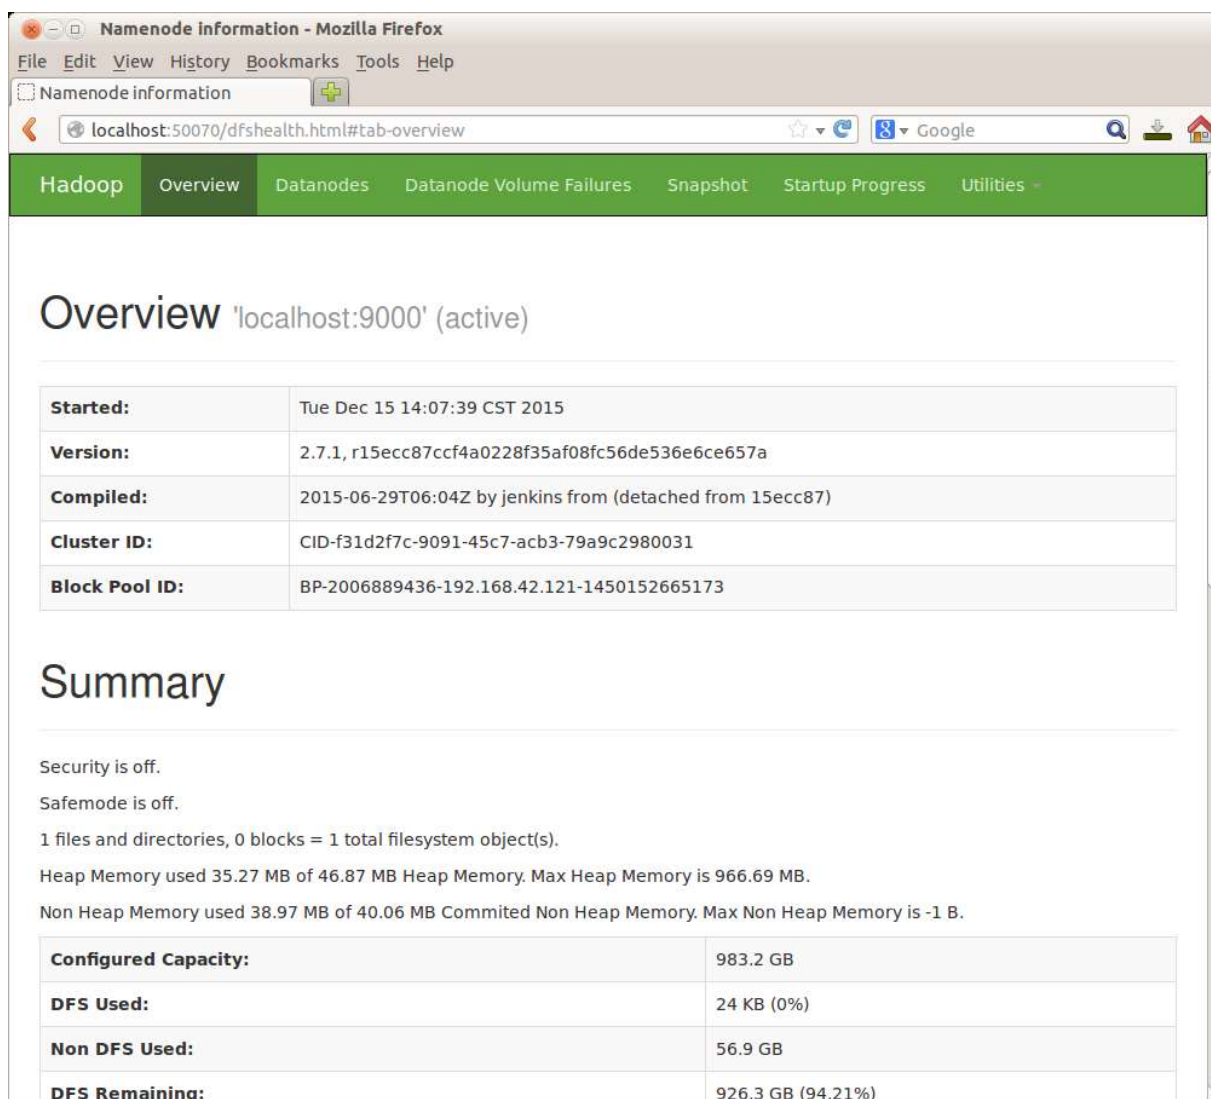 Namenode information - Mozilla Firefox
File Edit View History Bookmarks Tools Help
Namenode information
localhost:50070/dfshealth.html#tab-overview Google
Hadoop Overview Datanodes Datanode Volume Failures Snapshot Startup Progress Utilities
Overview 'localhost:9000' (active)
Started: Tue Dec 15 14:07:39 CST 2015
Version: 2.7.1, r15ecc87ccf4a0228f35af08fc56de536e6ce657a
Compiled: 2015-06-29T06:04Z by jenkins from (detached from 15ecc87)
Cluster ID: CID-f31d2f7c-9091-45c7-acb3-79a9c2980031
Block Pool ID: BP-2006889436-192.168.42.121-1450152665173
Summary
Security is off.
Safemode is off.
1 files and directories, 0 blocks = 1 total filesystem object(s).
Heap Memory used 35.27 MB of 46.87 MB Heap Memory. Max Heap Memory is 966.69 MB.
Non Heap Memory used 38.97 MB of 40.06 MB Commited Non Heap Memory. Max Non Heap Memory is -1 B.
Configured Capacity: 983.2 GB
DFS Used: 24 KB (0%)
Non DFS Used: 56.9 GB
DFS Remaining: 926.3 GB (94.21%)